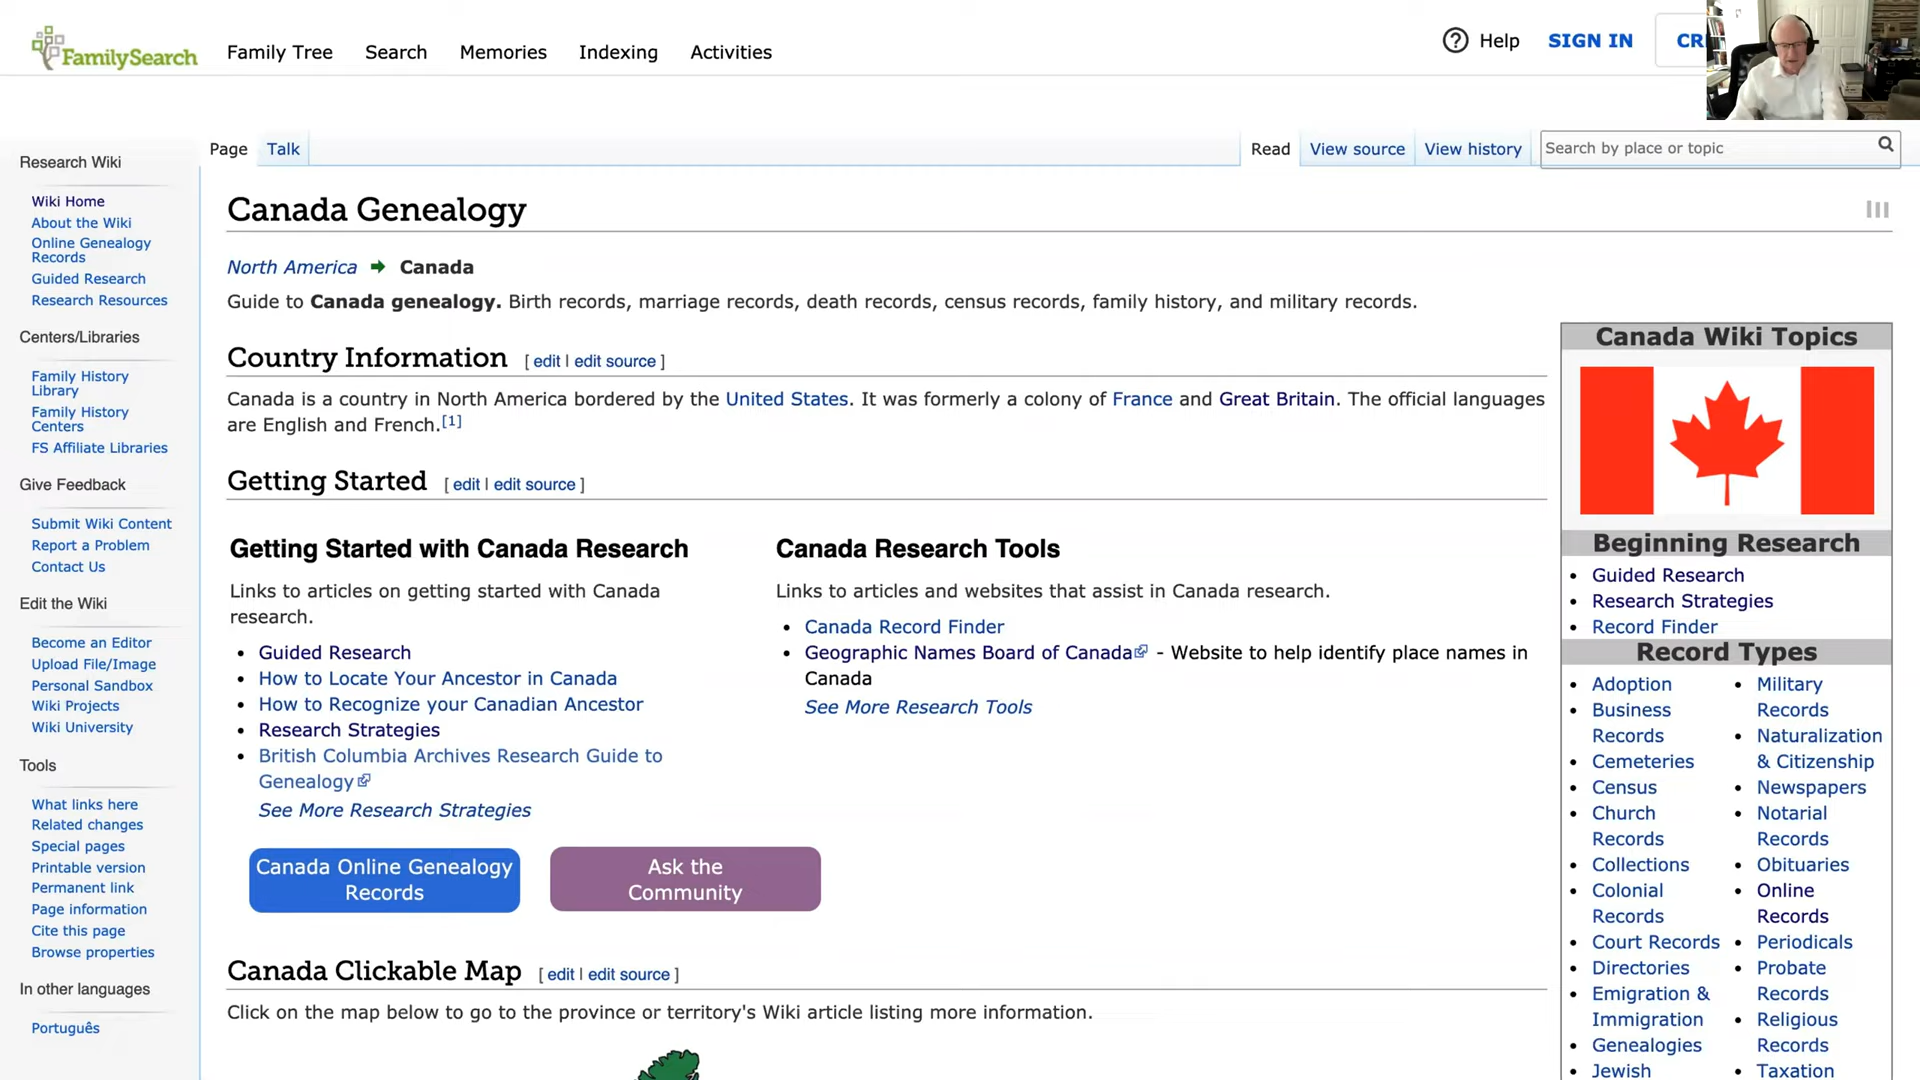 FamilySearch
Family Tree
Search
Memories
Indexing
Activities
Help
SIGN IN
Page
Talk
Read
View source
View history
Search by place or topic
Research Wiki
Wiki Home
About the Wiki
Online Genealogy
Records
Guided Research
Research Resources
Centers/Libraries
Family History
Library
Family History
Centers
FS Affiliate Libraries
Give Feedback
Submit Wiki Content
Report a Problem
Contact Us
Edit the Wiki
Become an Editor
Upload File/Image
Personal Sandbox
Wiki Projects
Wiki University
Tools
What links here
Related changes
Special pages
Printable version
Permanent link
Page information
Cite this page
Browse properties
In other languages
Português
Canada Genealogy
North America Canada
Guide to Canada genealogy. Birth records, marriage records, death records, census records, family history, and military records.
Country Information [ edit | edit source ]
Canada is a country in North America bordered by the United States. It was formerly a colony of France and Great Britain. The official languages
are English and French.[1]
Getting Started [ edit | edit source ]
Getting Started with Canada Research
Links to articles on getting started with Canada
research.
• Guided Research
• How to Locate Your Ancestor in Canada
• How to Recognize your Canadian Ancestor
• Research Strategies
• British Columbia Archives Research Guide to
Genealogy
See More Research Strategies
Canada Research Tools
Links to articles and websites that assist in Canada research.
• Canada Record Finder
• Geographic Names Board of Canada - Website to help identify place names in
Canada
See More Research Tools
Canada Online Genealogy
Records
Ask the
Community
Canada Clickable Map [ edit | edit source ]
Click on the map below to go to the province or territory's Wiki article listing more information.
Canada Wiki Topics
Beginning Research
• Guided Research
• Research Strategies
• Record Finder
Record Types
• Adoption
• Business
Records
• Cemeteries
• Census
• Church
Records
• Collections
• Colonial
Records
• Court Records
• Directories
• Emigration &
Immigration
• Genealogies
• Jewish
• Military
Records
• Naturalization
& Citizenship
• Newspapers
• Notarial
Records
• Obituaries
• Online
Records
• Periodicals
• Probate
Records
• Religious
Records
• Taxation